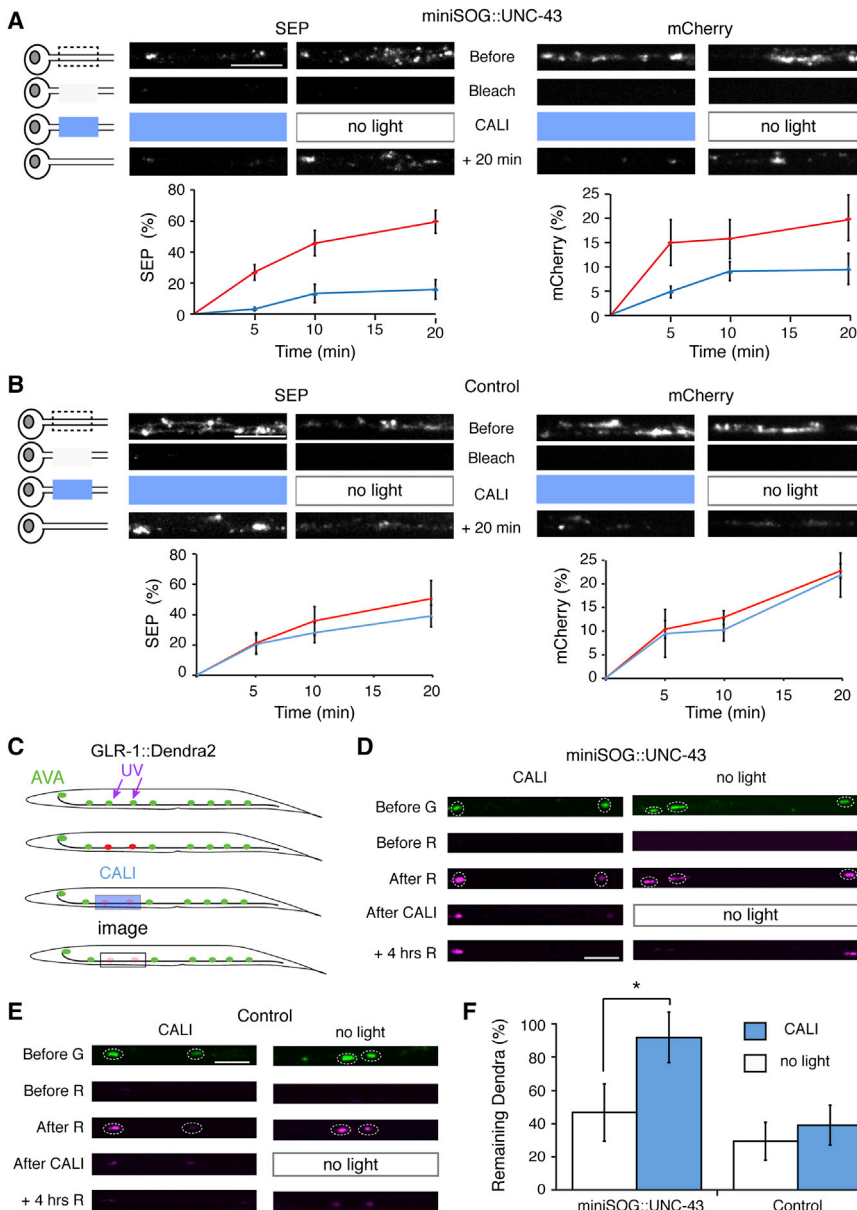 A
miniSOG::UNC-43
SEP
mCherry
Before
Bleach
CALI
no light
no light
+ 20 min
80
60
40
20
0
SEP (%)
5
10
15
20
Time (min)
25
20
15
10
5
0
mCherry (%)
5
10
15
20
Time (min)
B
Control
SEP
mCherry
Before
Bleach
CALI
no light
no light
+ 20 min
80
60
40
20
0
SEP (%)
5
10
15
20
Time (min)
25
20
15
10
5
0
mCherry (%)
5
10
15
20
Time (min)
C
GLR-1::Dendra2
AVA
UV
CALI
image
D
miniSOG::UNC-43
CALI
no light
Before G
Before R
After R
After CALI
no light
+ 4 hrs R
E
Control
CALI
no light
Before G
Before R
After R
After CALI
no light
+ 4 hrs R
F
*
CALI
no light
100
80
60
40
20
0
Remaining Dendra (%)
miniSOG::UNC-43
Control